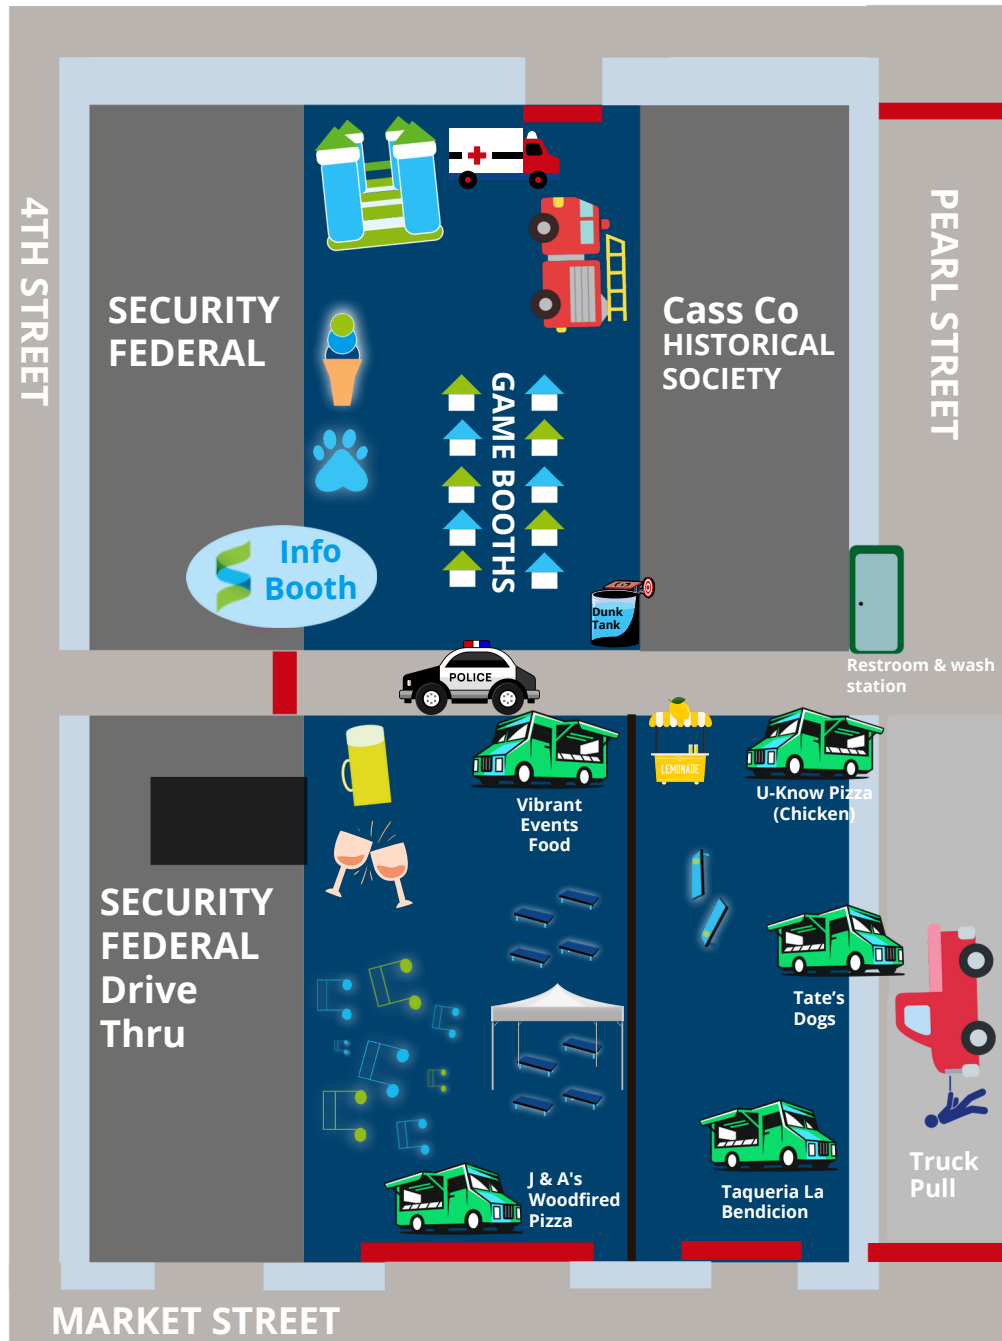 4TH STREET
PEARL STREET
SECURITY
FEDERAL
Cass Co
HISTORICAL
SOCIETY
GAME BOOTHS
Info
Booth
Dunk
Tank
POLICE
Restroom & wash
station
LEMONADE
Vibrant
Events
Food
U-Know Pizza
(Chicken)
SECURITY
FEDERAL
Drive
Thru
Tate's
Dogs
Truck
Pull
J & A's
Woodfired
Pizza
Taqueria La
Bendicion
MARKET STREET